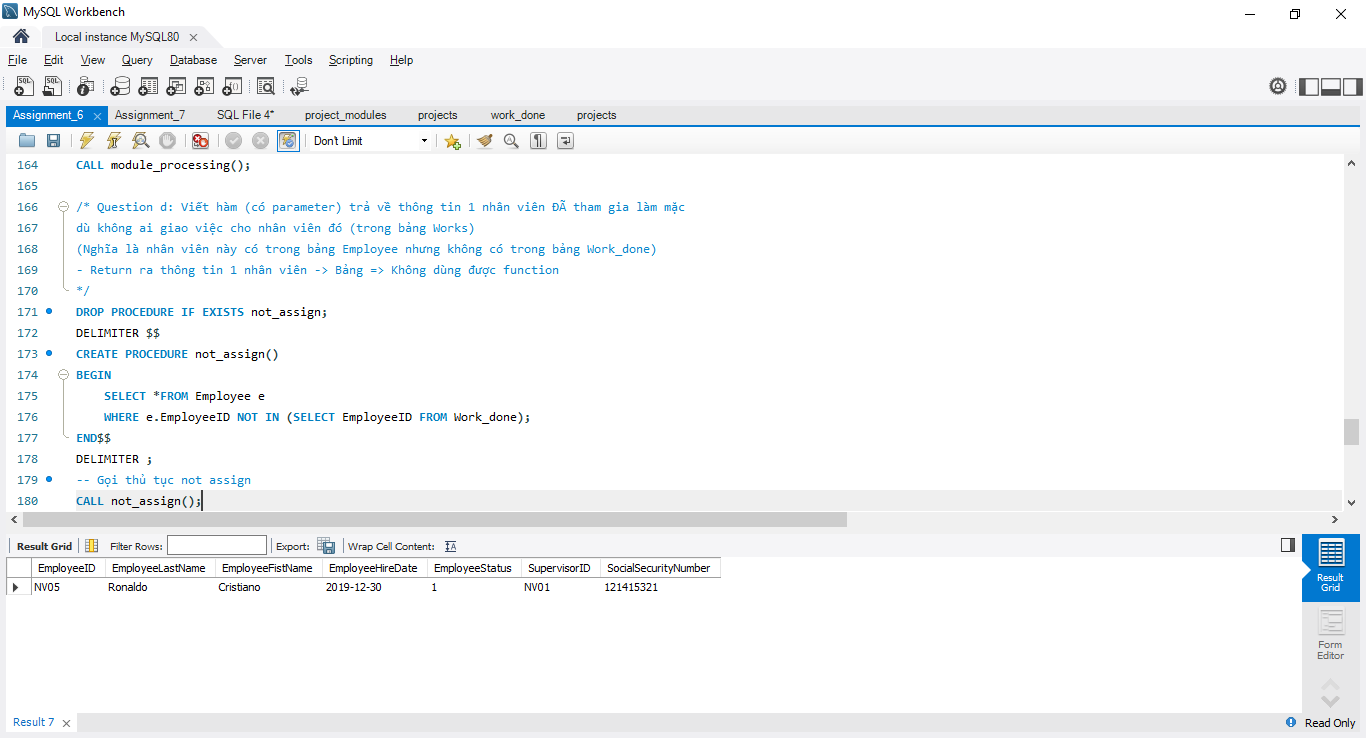 MySQL Workbench
Local instance MySQL80
File Edit View Query Database Server Tools Scripting Help
Assignment_6 Assignment_7 SQL File 4* project_modules projects work_done projects
Don't Limit
164 CALL module_processing();
165
166 /* Question d: Viết hàm (có parameter) trả về thông tin 1 nhân viên ĐÃ tham gia làm mặc
167 dù không ai giao việc cho nhân viên đó (trong bảng Works)
168 (Nghĩa là nhân viên này có trong bảng Employee nhưng không có trong bảng Work_done)
169 - Return ra thông tin 1 nhân viên -> Bảng => Không dùng được function
170 */
171 DROP PROCEDURE IF EXISTS not_assign;
172 DELIMITER $$
173 CREATE PROCEDURE not_assign()
174 BEGIN
175 SELECT *FROM Employee e
176 WHERE e.EmployeeID NOT IN (SELECT EmployeeID FROM Work_done);
177 END$$
178 DELIMITER ;
179 -- Gọi thủ tục not assign
180 CALL not_assign();
Result Grid Filter Rows: Export: Wrap Cell Content:
EmployeeID EmployeeLastName EmployeeFistName EmployeeHireDate EmployeeStatus SupervisorID SocialSecurityNumber
NV05 Ronaldo Cristiano 2019-12-30 1 NV01 121415321
Result
Grid
Form
Editor
Result 7
Read Only